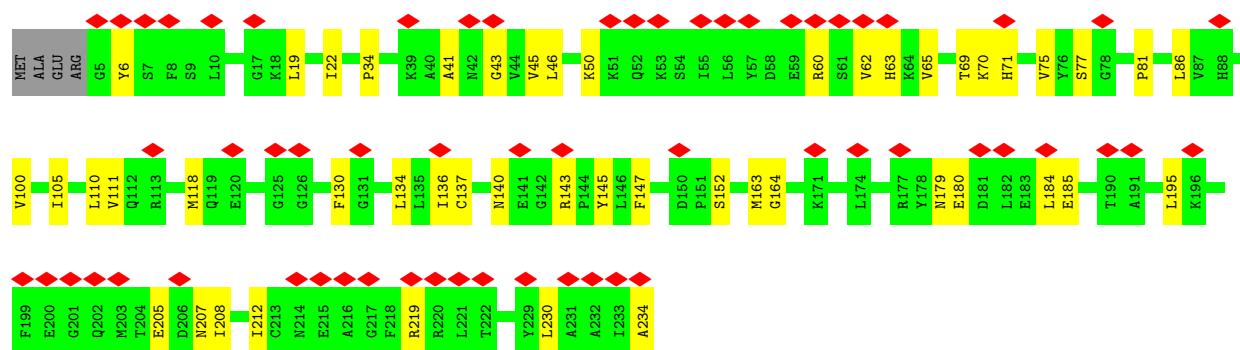 MET ALA GLU ARG G5 Y6 S7 F8 S9 L10 G17 K18 L19 I22 P34 K39 A40 A41 N42 G43 V44 V45 L46 K50 K51 Q52 K53 S54 I55 L56 Y57 D58 E59 R60 S61 V62 H63 K64 V65 T69 K70 H71 V75 Y76 S77 G78 P81 L86 V87 H88
V100 I105 L110 V111 Q112 R113 M118 Q119 E120 G125 G126 F130 G131 L134 L135 I136 C137 N140 E141 G142 R143 P144 Y145 L146 F147 D150 P151 S152 M163 G164 K171 L174 R177 Y178 N179 E180 D181 L182 E183 L184 E185 T190 A191 L195 K196
F199 E200 G201 Q202 M203 T204 E205 D206 N207 I208 I212 C213 N214 E215 A216 G217 F218 R219 R220 L221 T222 Y229 L230 A231 A232 I233 A234